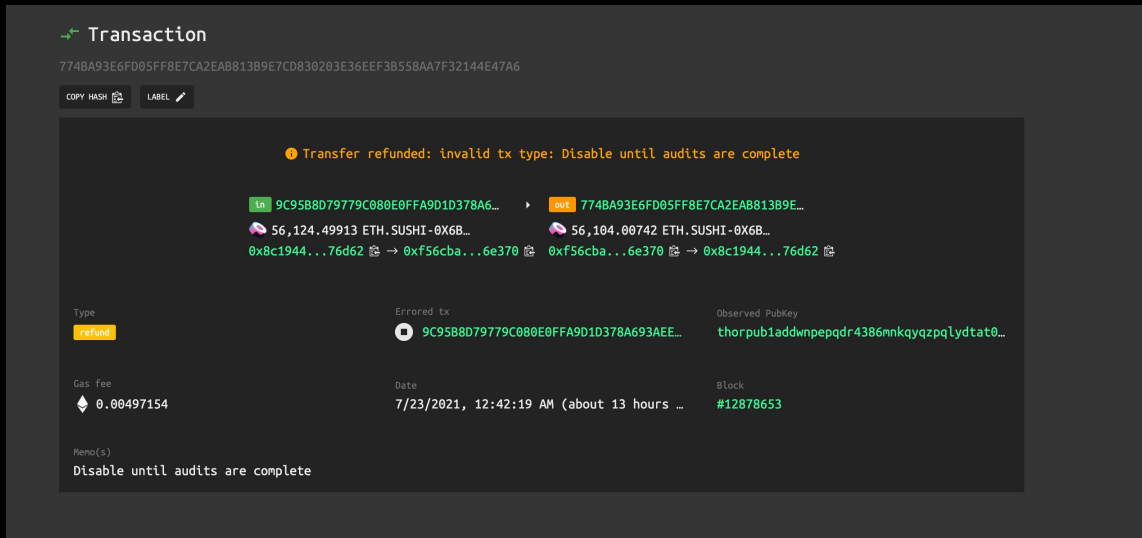 Transaction
774BA93E6FD05FF8E7CA2EAB813B9E7CD830203E36EEF3B558AA7F32144E47A6
COPY HASH LABEL
Transfer refunded: invalid tx type: Disable until audits are complete
in 9C95B8D79779C080E0FFA9D1D378A6… out 774BA93E6FD05FF8E7CA2EAB813B9E…
56,124.49913 ETH.SUSHI-0X6B… 56,104.00742 ETH.SUSHI-0X6B…
0x8c1944...76d62 → 0xf56cba...6e370 0xf56cba...6e370 → 0x8c1944...76d62
Type Errored tx Observed PubKey
refund 9C95B8D79779C080E0FFA9D1D378A693AEE… thorpub1addwnpepqdr4386mnkqyqzpqlydtat0…
Gas fee Date Block
0.00497154 7/23/2021, 12:42:19 AM (about 13 hours … #12878653
Memo(s)
Disable until audits are complete